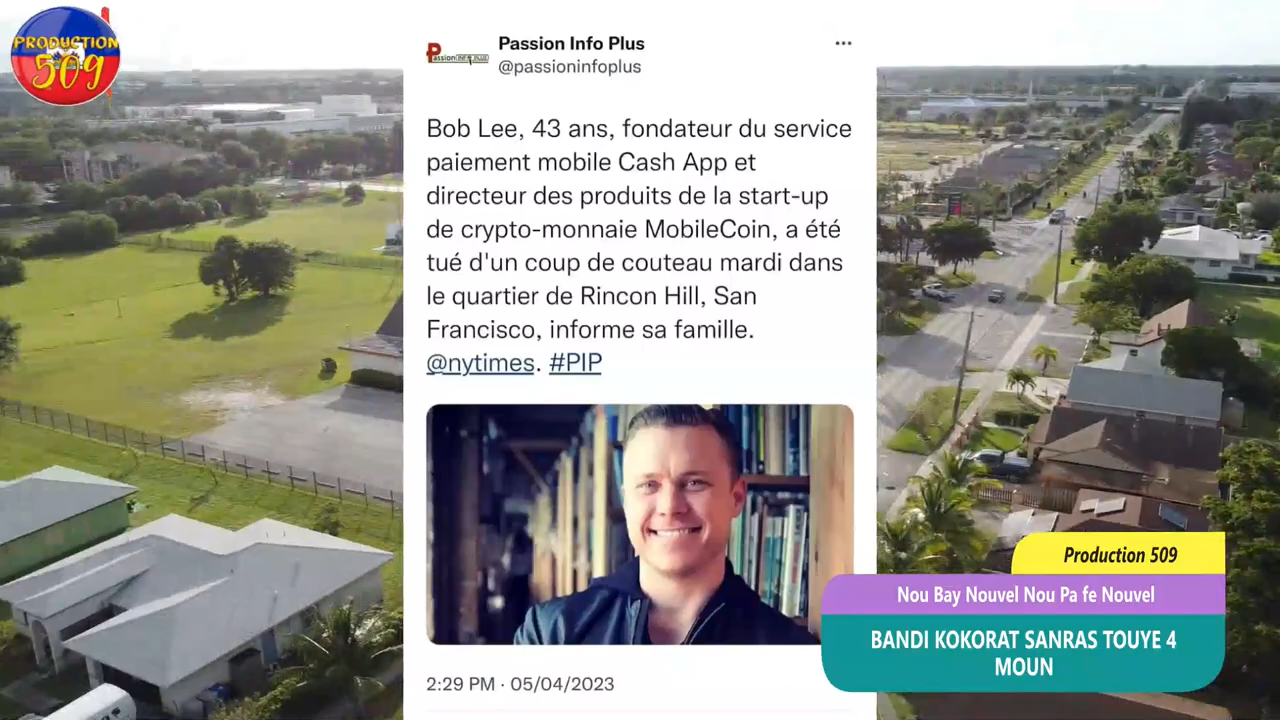 PRODUCTION
509
Passion Info Plus
@passioninfoplus
Passion INFO PLUS
Bob Lee, 43 ans, fondateur du service
paiement mobile Cash App et
directeur des produits de la start-up
de crypto-monnaie MobileCoin, a été
tué d'un coup de couteau mardi dans
le quartier de Rincon Hill, San
Francisco, informe sa famille.
@nytimes. #PIP
2:29 PM · 05/04/2023
Production 509
Nou Bay Nouvel Nou Pa fe Nouvel
BANDI KOKORAT SANRAS TOUYE 4
MOUN